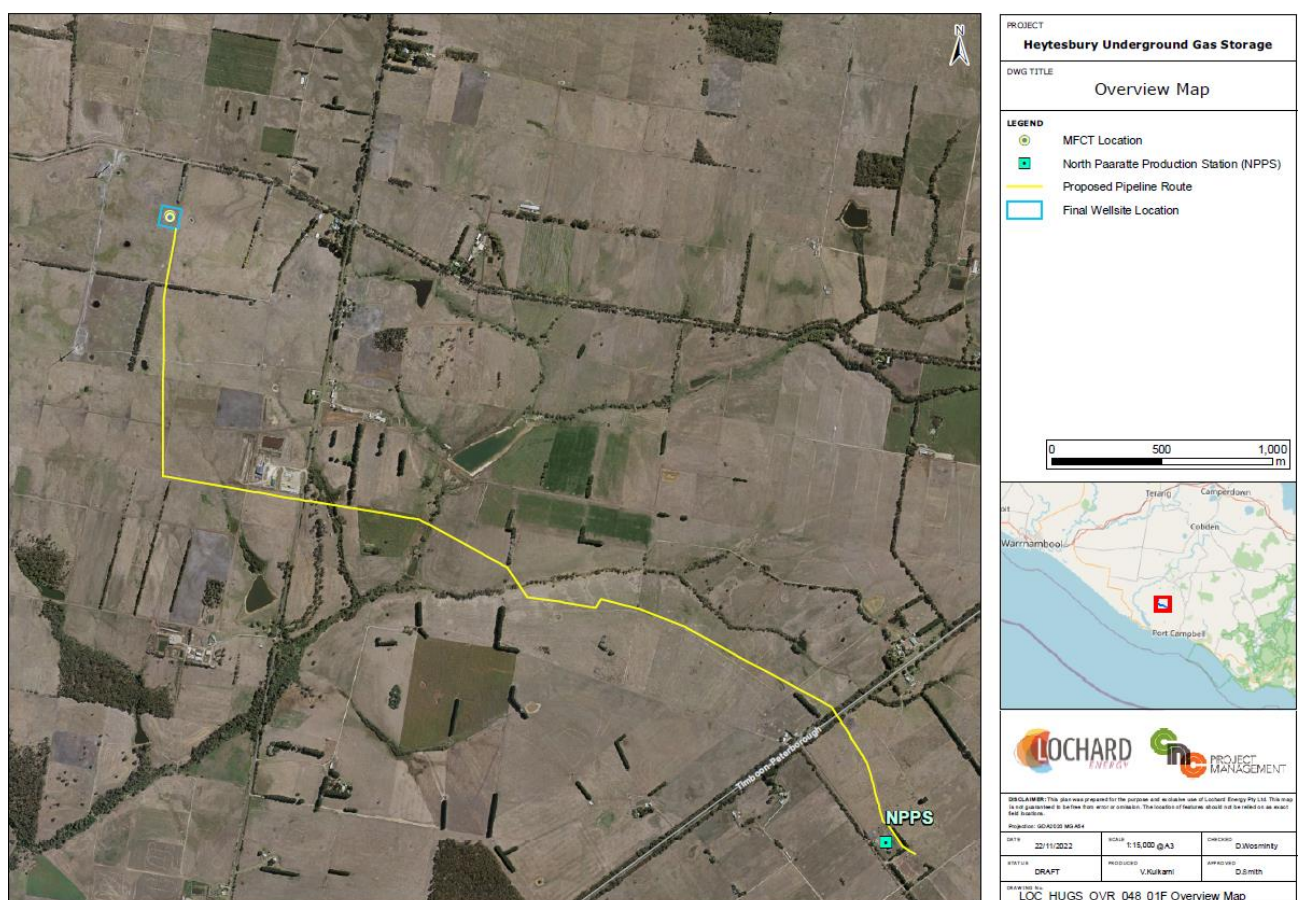 N
Timboon-Peterborough
NPPS
PROJECT
Heytesbury Underground Gas Storage
DWG TITLE
Overview Map
LEGEND
MFCT Location
North Paaratte Production Station (NPPS)
Proposed Pipeline Route
Final Wellsite Location
0 500 1,000
m
Terang Camperdown
Cobden
Warrnambool
Port Campbell
LOCHARD
ENERGY
PROJECT
MANAGEMENT
DISCLAIMER: This plan was prepared for the purpose and exclusive use of Lochard Energy Pty Ltd. This map
is not guaranteed to be free from error or omission. The location of features should not be relied on as exact
field locations.
Projection: GDA2020 MGA54
DATE 22/11/2022 SCALE 1:15,000 @A3 CHECKED D.Wosminity
STATUS DRAFT PRODUCED V.Kulkarni APPROVED D.Smith
DRAWING No.
LOC_HUGS_OVR_048_01F Overview Map